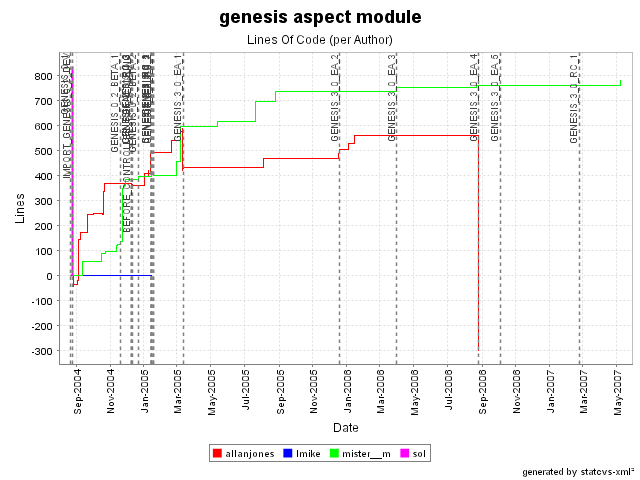 genesis aspect module
Lines Of Code (per Author)
Lines
800
700
600
500
400
300
200
100
0
-100
-200
-300
GENESIS_0_2_BETA_1
GENESIS_3_0_EA_1
GENESIS_3_0_EA_2
GENESIS_3_0_EA_3
GENESIS_3_0_EA_4
GENESIS_3_0_EA_5
GENESIS_3_0_RC_1
Sep-2004
Nov-2004
Jan-2005
Mar-2005
May-2005
Jul-2005
Sep-2005
Nov-2005
Jan-2006
Mar-2006
May-2006
Jul-2006
Sep-2006
Nov-2006
Jan-2007
Mar-2007
May-2007
Date
allanjones lmike mister__m sol
generated by statcvs-xml²